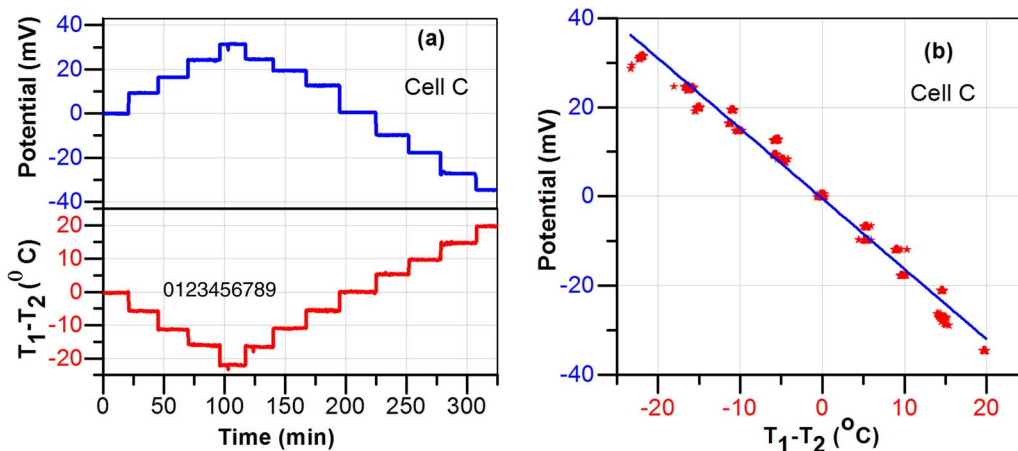 (a)
Cell C
Potential (mV)
40
20
0
-20
-40
T1-T2 (0 C)
20
10
0
-10
-20
0123456789
0 50 100 150 200 250 300
Time (min)
(b)
Cell C
Potential (mV)
40
20
0
-20
-40
-20 -10 0 10 20
T1-T2 (oC)